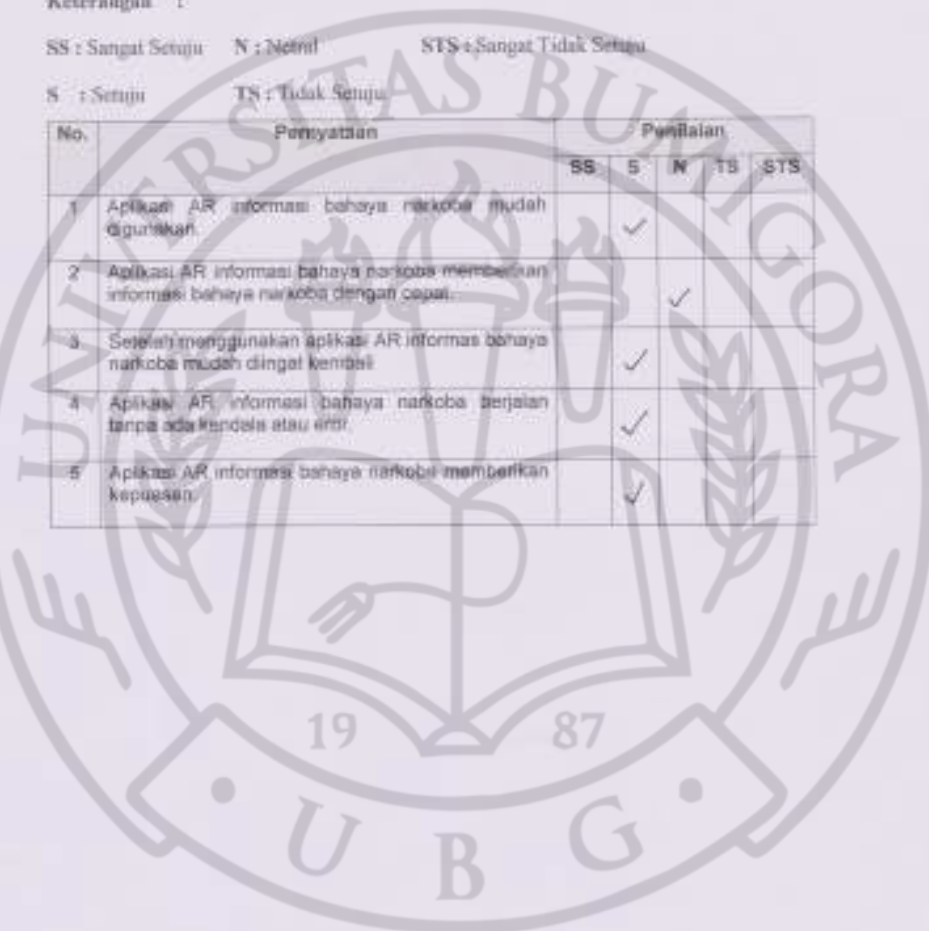 Keterangan :
SS : Sangat Setuju N : Netral STS : Sangat Tidak Setuju
S : Setuju TS : Tidak Setuju
No. Pernyataan Penilaian
SS S N TS STS
1 Aplikasi AR informasi bahaya narkoba mudah
digunakan. ✓
2 Aplikasi AR informasi bahaya narkoba memberikan
informasi bahaya narkoba dengan cepat. ✓
3 Setelah menggunakan aplikasi AR informas bahaya
narkoba mudah diingat kembali ✓
4 Aplikasi AR informasi bahaya narkoba berjalan
tanpa ada kendala atau error. ✓
5 Aplikasi AR informasi bahaya narkoba memberikan
kepuasan. ✓
UNIVERSITAS BUMIGORA
19 87
U B G